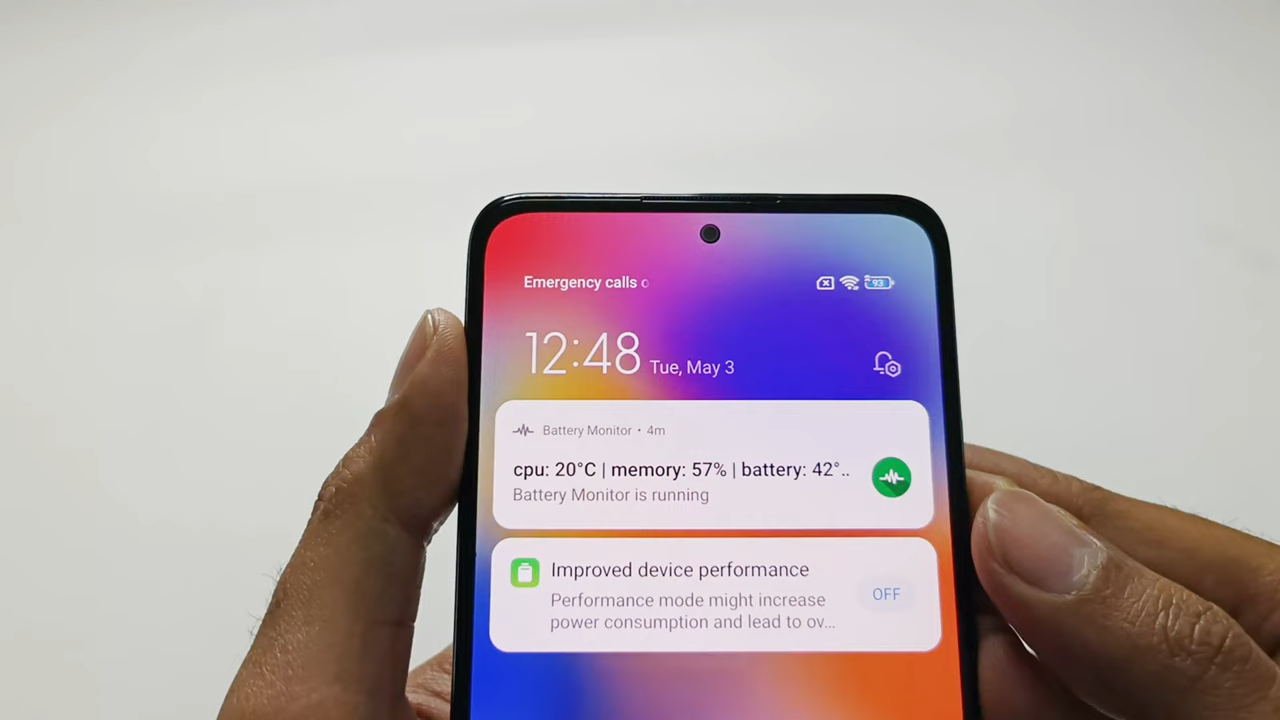 Emergency calls
93
12:48 Tue, May 3
Battery Monitor • 4m
cpu: 20°C | memory: 57% | battery: 42°..
Battery Monitor is running
Improved device performance
OFF
Performance mode might increase
power consumption and lead to ov...